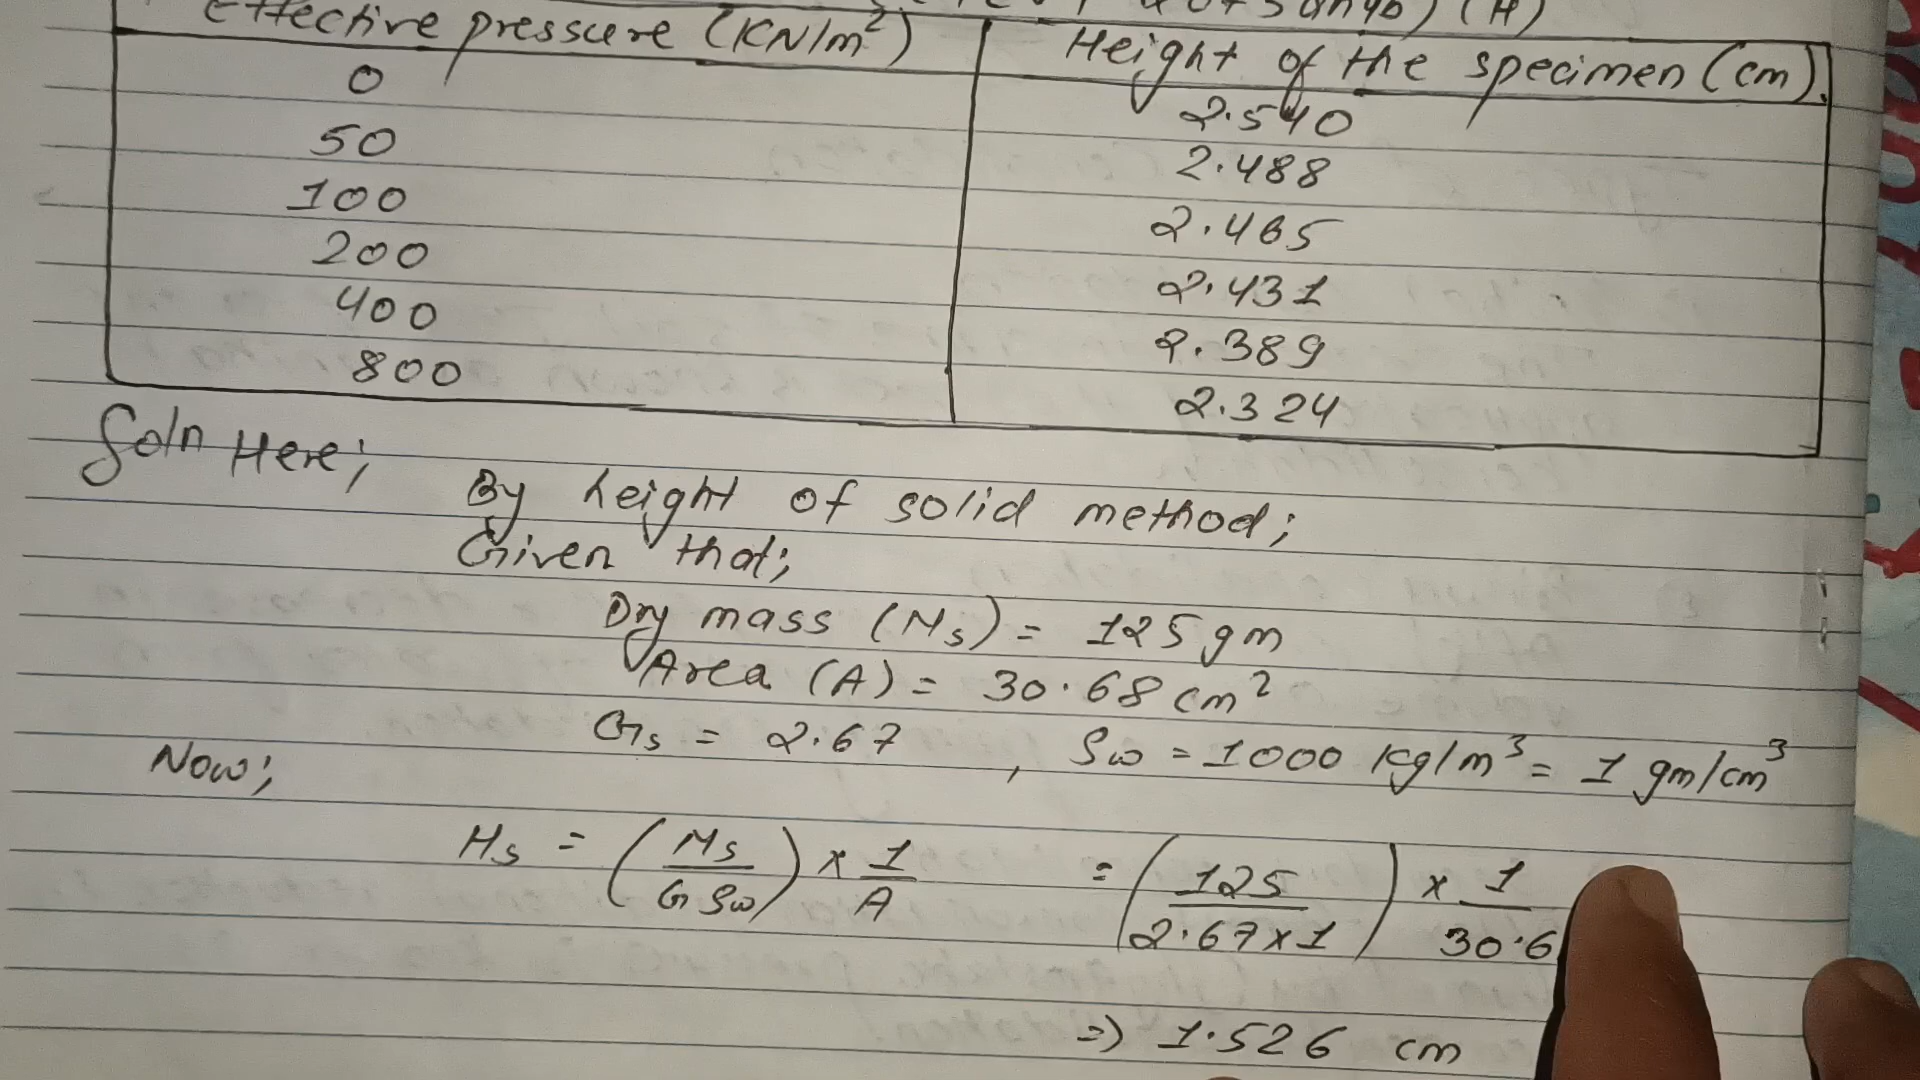 Effective pressure (KN/m²) Height of the specimen (cm).
0 2.540
50 2.488
100 2.465
200 2.431
400 2.389
800 2.324
Soln Here;
By height of solid method;
Given that;
Dry mass (Ms) = 125 gm
Area (A) = 30.68 cm²
Gs = 2.67 , ρw = 1000 kg/m³ = 1 gm/cm³
Now;
Hs = (Ms/Gρw) × 1/A = (125/2.67×1) × 1/30.6
=) 1.526 cm